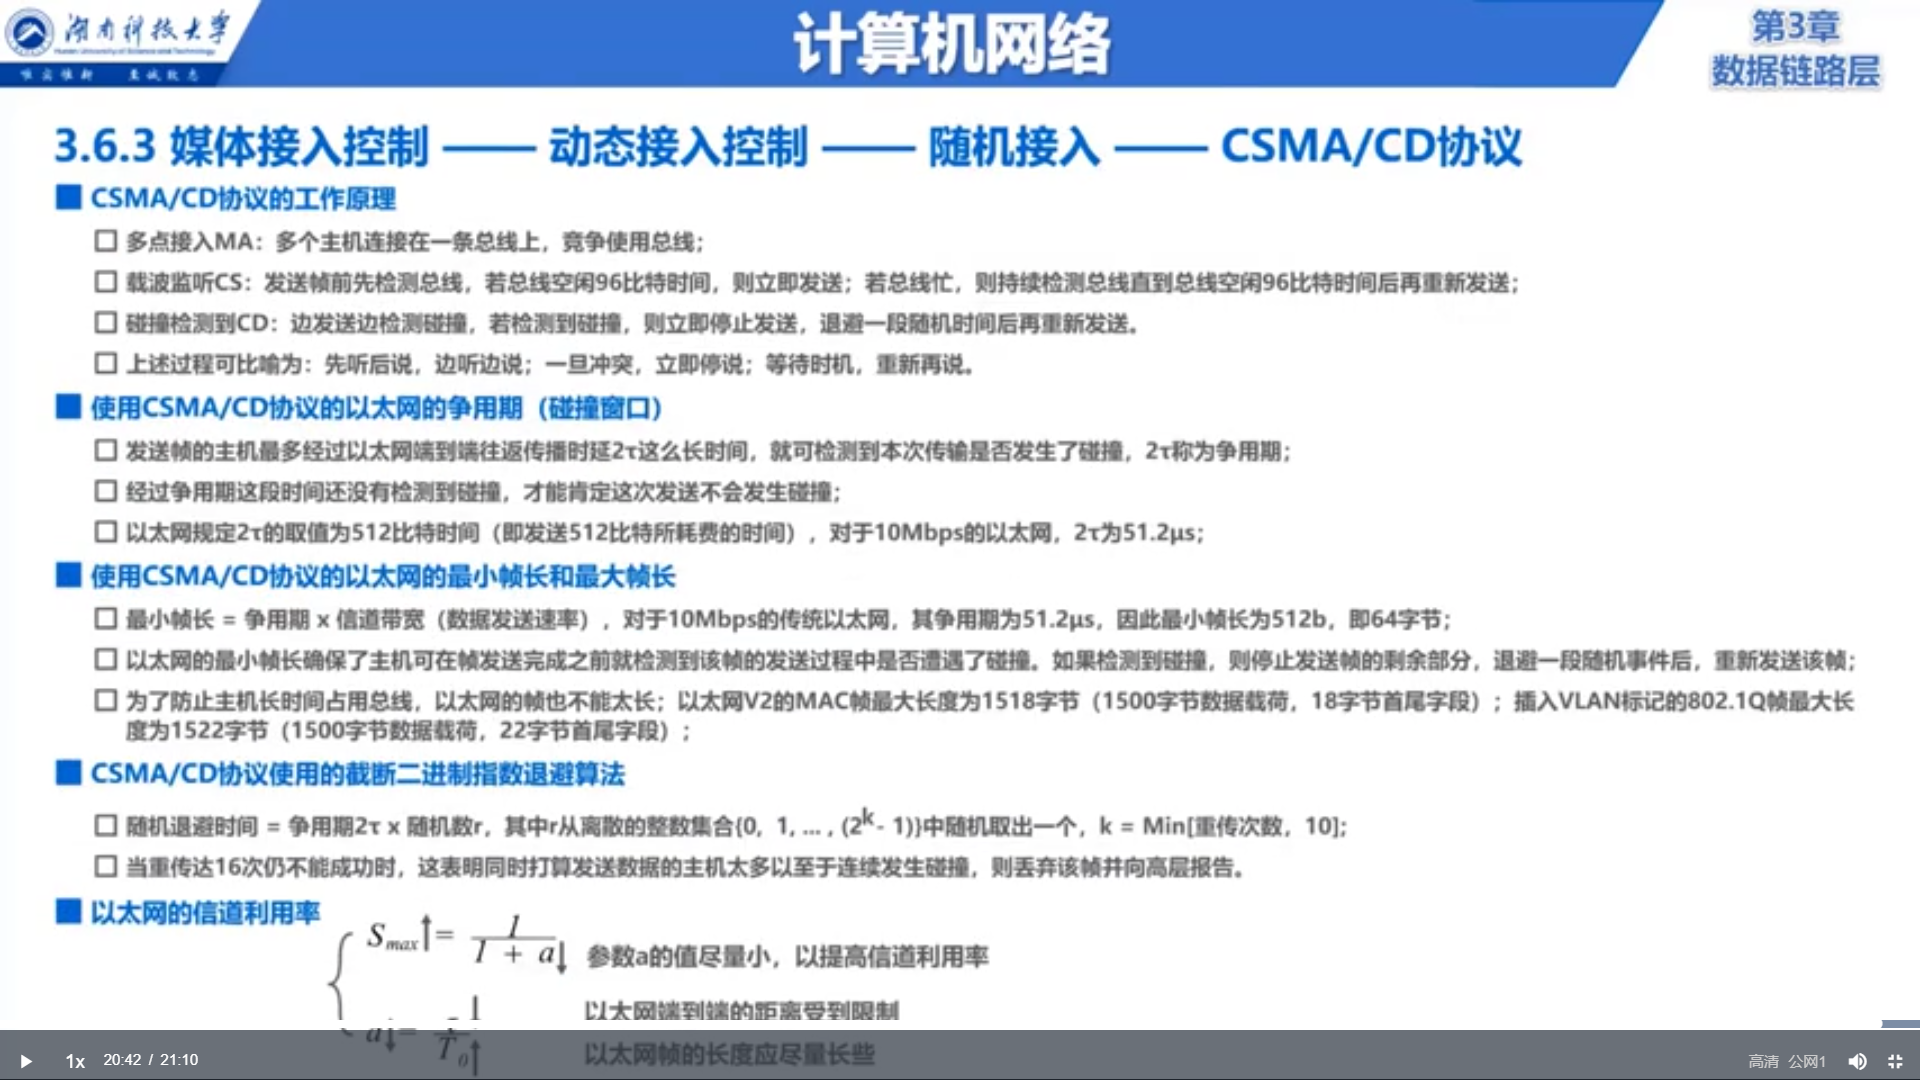 湖南科技大学
Hunan University of Science and Technology
唯实惟新 至诚致志
计算机网络
第3章
数据链路层
3.6.3 媒体接入控制 —— 动态接入控制 —— 随机接入 —— CSMA/CD协议
CSMA/CD协议的工作原理
多点接入MA：多个主机连接在一条总线上，竞争使用总线；
载波监听CS：发送帧前先检测总线，若总线空闲96比特时间，则立即发送；若总线忙，则持续检测总线直到总线空闲96比特时间后再重新发送；
碰撞检测到CD：边发送边检测碰撞，若检测到碰撞，则立即停止发送，退避一段随机时间后再重新发送。
上述过程可比喻为：先听后说，边听边说；一旦冲突，立即停说；等待时机，重新再说。
使用CSMA/CD协议的以太网的争用期（碰撞窗口）
发送帧的主机最多经过以太网端到端往返传播时延2τ这么长时间，就可检测到本次传输是否发生了碰撞，2τ称为争用期；
经过争用期这段时间还没有检测到碰撞，才能肯定这次发送不会发生碰撞；
以太网规定2τ的取值为512比特时间（即发送512比特所耗费的时间），对于10Mbps的以太网，2τ为51.2μs；
使用CSMA/CD协议的以太网的最小帧长和最大帧长
最小帧长 = 争用期 x 信道带宽（数据发送速率），对于10Mbps的传统以太网，其争用期为51.2μs，因此最小帧长为512b，即64字节；
以太网的最小帧长确保了主机可在帧发送完成之前就检测到该帧的发送过程中是否遭遇了碰撞。如果检测到碰撞，则停止发送帧的剩余部分，退避一段随机事件后，重新发送该帧；
为了防止主机长时间占用总线，以太网的帧也不能太长；以太网V2的MAC帧最大长度为1518字节（1500字节数据载荷，18字节首尾字段）；插入VLAN标记的802.1Q帧最大长
度为1522字节（1500字节数据载荷，22字节首尾字段）；
CSMA/CD协议使用的截断二进制指数退避算法
随机退避时间 = 争用期2τ x 随机数r，其中r从离散的整数集合{0，1，... , (2^k- 1)}中随机取出一个，k = Min[重传次数，10];
当重传达16次仍不能成功时，这表明同时打算发送数据的主机太多以至于连续发生碰撞，则丢弃该帧并向高层报告。
以太网的信道利用率
S_max↑= 1 / (1 + a↓) 参数a的值尽量小，以提高信道利用率
以太网端到端的距离受到限制
a↓= τ↓ / T_0↑
以太网帧的长度应尽量长些
1x 20:42 / 21:10 高清 公网1